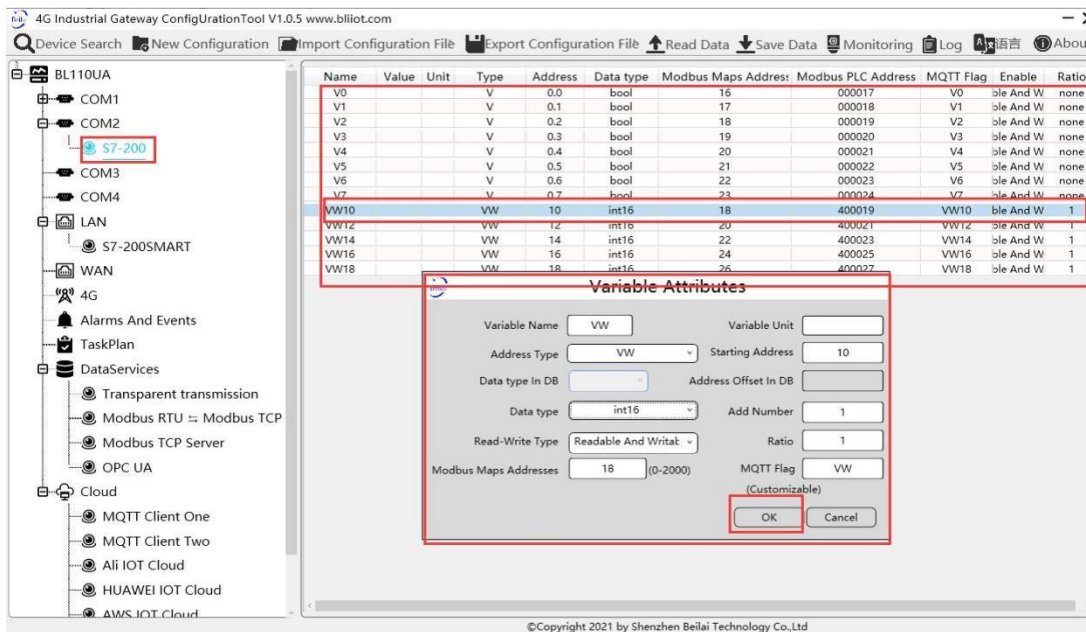 4G Industrial Gateway ConfigUrationTool V1.0.5 www.bliiot.com
Device Search New Configuration Import Configuration File Export Configuration File Read Data Save Data Monitoring Log 语言 Abou
BL110UA
COM1
COM2
S7-200
COM3
COM4
LAN
S7-200SMART
WAN
4G
Alarms And Events
TaskPlan
DataServices
Transparent transmission
Modbus RTU ⇆ Modbus TCP
Modbus TCP Server
OPC UA
Cloud
MQTT Client One
MQTT Client Two
Ali IOT Cloud
HUAWEI IOT Cloud
AWS IOT Cloud
Name Value Unit Type Address Data type Modbus Maps Address Modbus PLC Address MQTT Flag Enable Ratio
V0 V 0.0 bool 16 000017 V0 ble And W none
V1 V 0.1 bool 17 000018 V1 ble And W none
V2 V 0.2 bool 18 000019 V2 ble And W none
V3 V 0.3 bool 19 000020 V3 ble And W none
V4 V 0.4 bool 20 000021 V4 ble And W none
V5 V 0.5 bool 21 000022 V5 ble And W none
V6 V 0.6 bool 22 000023 V6 ble And W none
V7 V 0.7 bool 23 000024 V7 ble And W none
VW10 VW 10 int16 18 400019 VW10 ble And W 1
VW12 VW 12 int16 20 400021 VW12 ble And W 1
VW14 VW 14 int16 22 400023 VW14 ble And W 1
VW16 VW 16 int16 24 400025 VW16 ble And W 1
VW18 VW 18 int16 26 400027 VW18 ble And W 1
Variable Attributes
Variable Name VW Variable Unit
Address Type VW Starting Address 10
Data type In DB Address Offset In DB
Data type int16 Add Number 1
Read-Write Type Readable And Writak Ratio 1
Modbus Maps Addresses 18 (0-2000) MQTT Flag VW
(Customizable)
OK Cancel
©Copyright 2021 by Shenzhen Beilai Technology Co.,Ltd